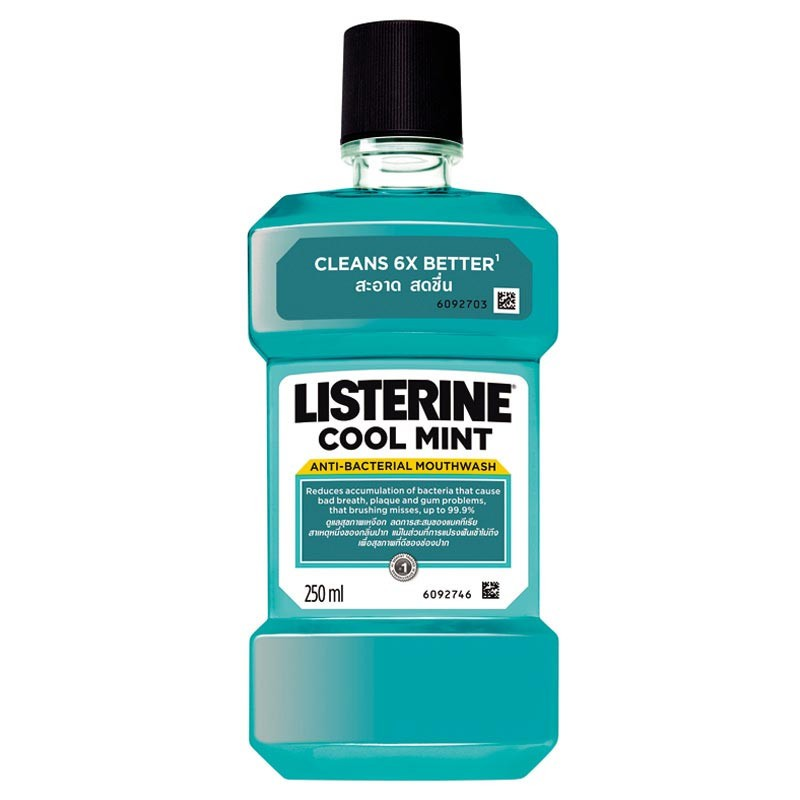 CLEANS 6X BETTER¹
สะอาด สดชื่น
6092703
LISTERINE®
COOL MINT
ANTI-BACTERIAL MOUTHWASH
Reduces accumulation of bacteria that cause
bad breath, plaque and gum problems,
that brushing misses, up to 99.9%
ดูแลสุขภาพเหงือก ลดการสะสมของแบคทีเรีย
สาเหตุหนึ่งของกลิ่นปาก แม้ในส่วนที่การแปรงฟันเข้าไม่ถึง
เพื่อสุขภาพที่ดีของช่องปาก
#1
250 ml
6092746